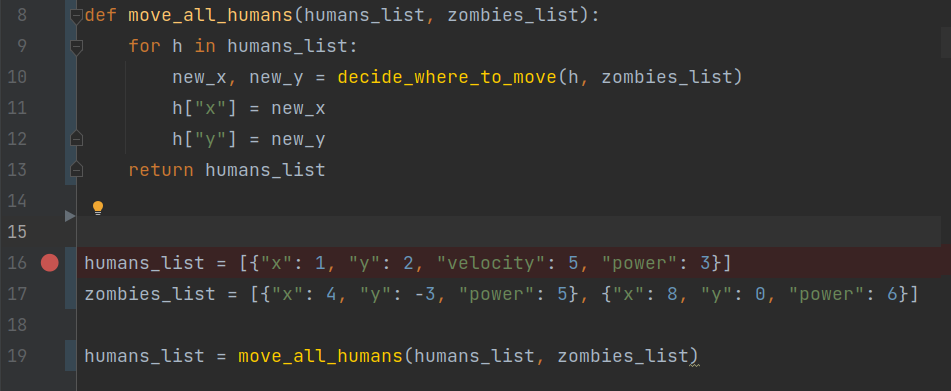 8 def move_all_humans(humans_list, zombies_list):
9     for h in humans_list:
10         new_x, new_y = decide_where_to_move(h, zombies_list)
11         h["x"] = new_x
12         h["y"] = new_y
13     return humans_list
14
15
16 humans_list = [{"x": 1, "y": 2, "velocity": 5, "power": 3}]
17 zombies_list = [{"x": 4, "y": -3, "power": 5}, {"x": 8, "y": 0, "power": 6}]
18
19 humans_list = move_all_humans(humans_list, zombies_list)